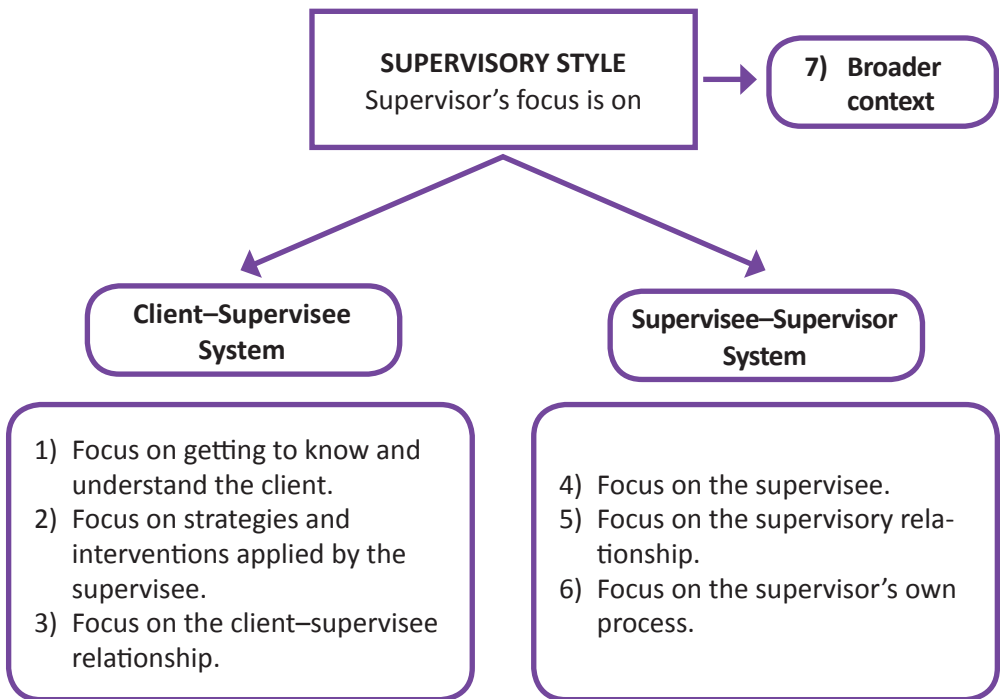 SUPERVISORY STYLE
Supervisor’s focus is on
7) Broader
context
Client–Supervisee
System
Supervisee–Supervisor
System
1) Focus on getting to know and
understand the client.
2) Focus on strategies and
interventions applied by the
supervisee.
3) Focus on the client–supervisee
relationship.
4) Focus on the supervisee.
5) Focus on the supervisory rela-
tionship.
6) Focus on the supervisor’s own
process.